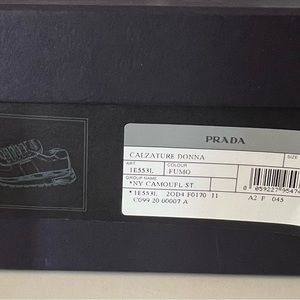 PRADA
CALZATURE DONNA
SIZE
ART. COLOUR
1E553L FUMO
GROUP NAME
*NY CAMOUFL ST
* 1E553L 2OD4 F0170 11
C099 20 00007 A A2 F 045